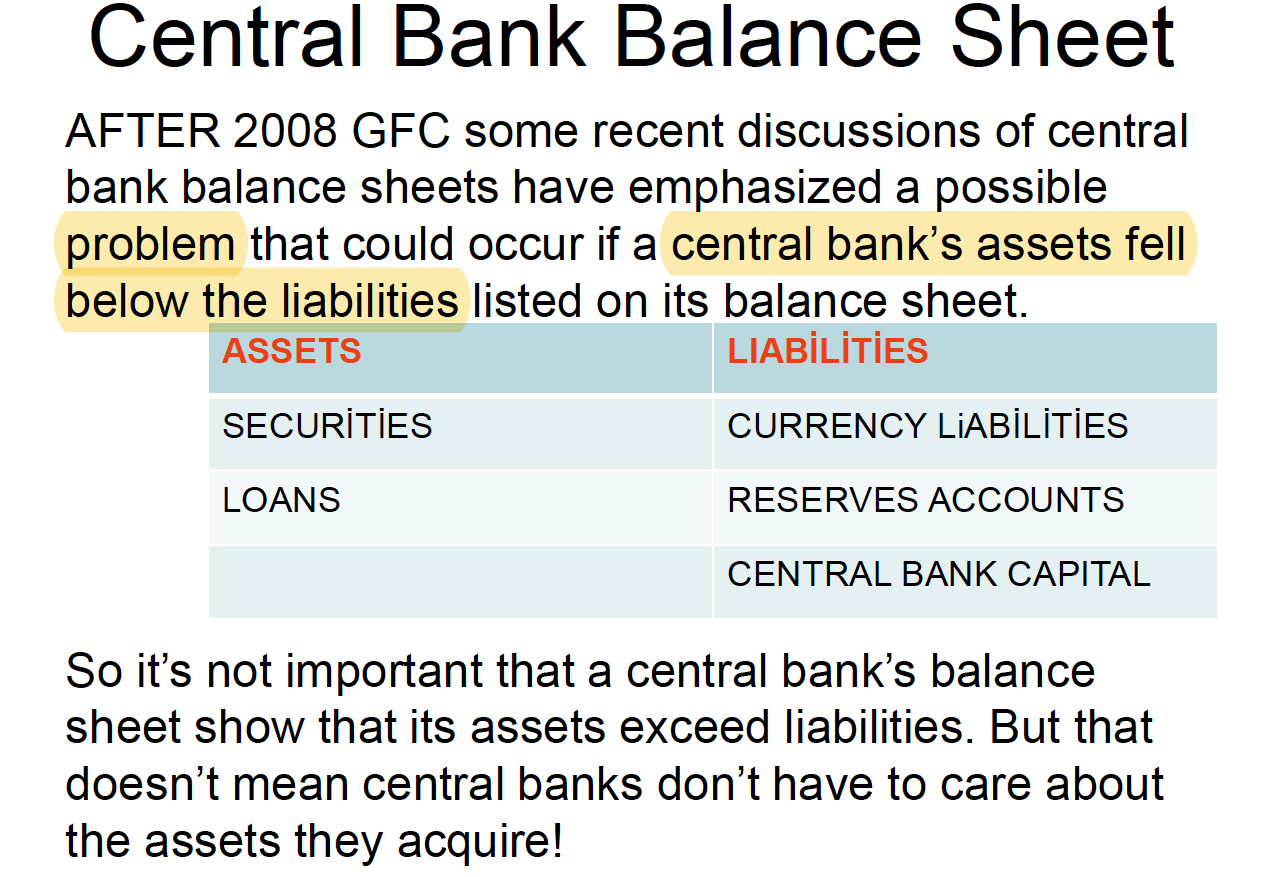 Central Bank Balance Sheet
AFTER 2008 GFC some recent discussions of central
bank balance sheets have emphasized a possible
problem that could occur if a central bank’s assets fell
below the liabilities listed on its balance sheet.
ASSETS LIABİLİTİES
SECURİTİES CURRENCY LiABİLİTİES
LOANS RESERVES ACCOUNTS
CENTRAL BANK CAPITAL
So it’s not important that a central bank’s balance
sheet show that its assets exceed liabilities. But that
doesn’t mean central banks don’t have to care about
the assets they acquire!